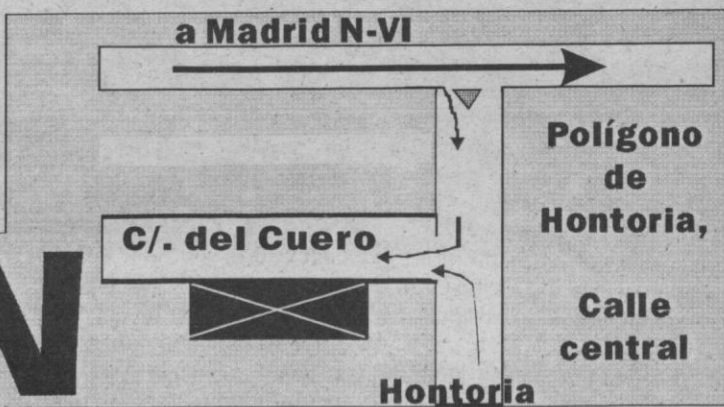 a Madrid N-VI
Polígono
de
Hontoria,
C/. del Cuero
Calle
central
N
Hontoria